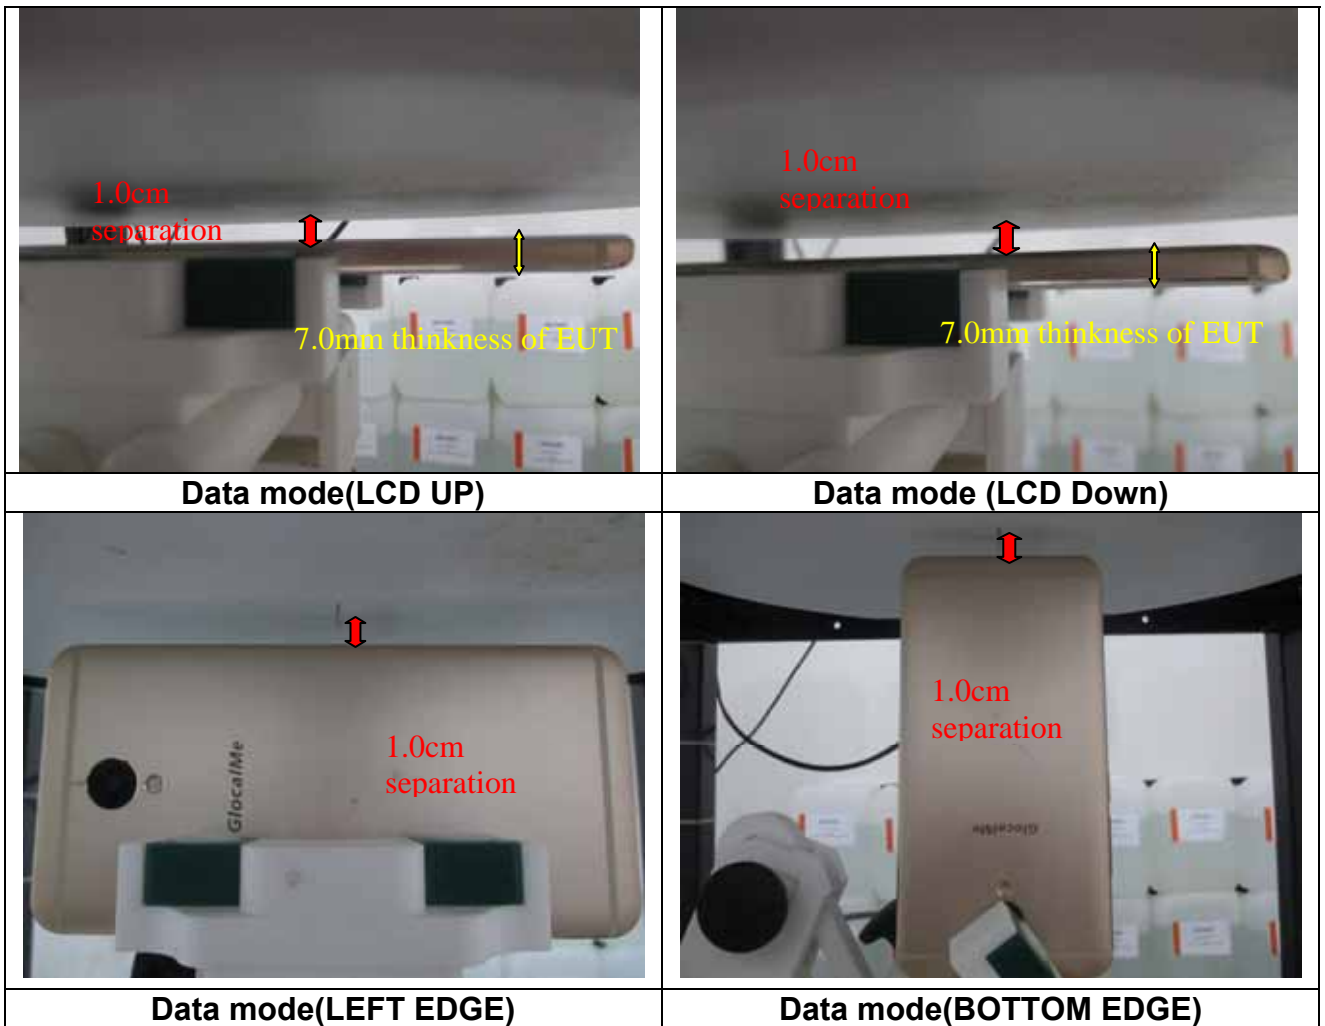 1.0cm
separation
7.0mm thinkness of EUT
1.0cm
separation
7.0mm thinkness of EUT
Data mode(LCD UP)
Data mode (LCD Down)
GlocalMe
1.0cm
separation
1.0cm
separation
GlocalMe
Data mode(LEFT EDGE)
Data mode(BOTTOM EDGE)